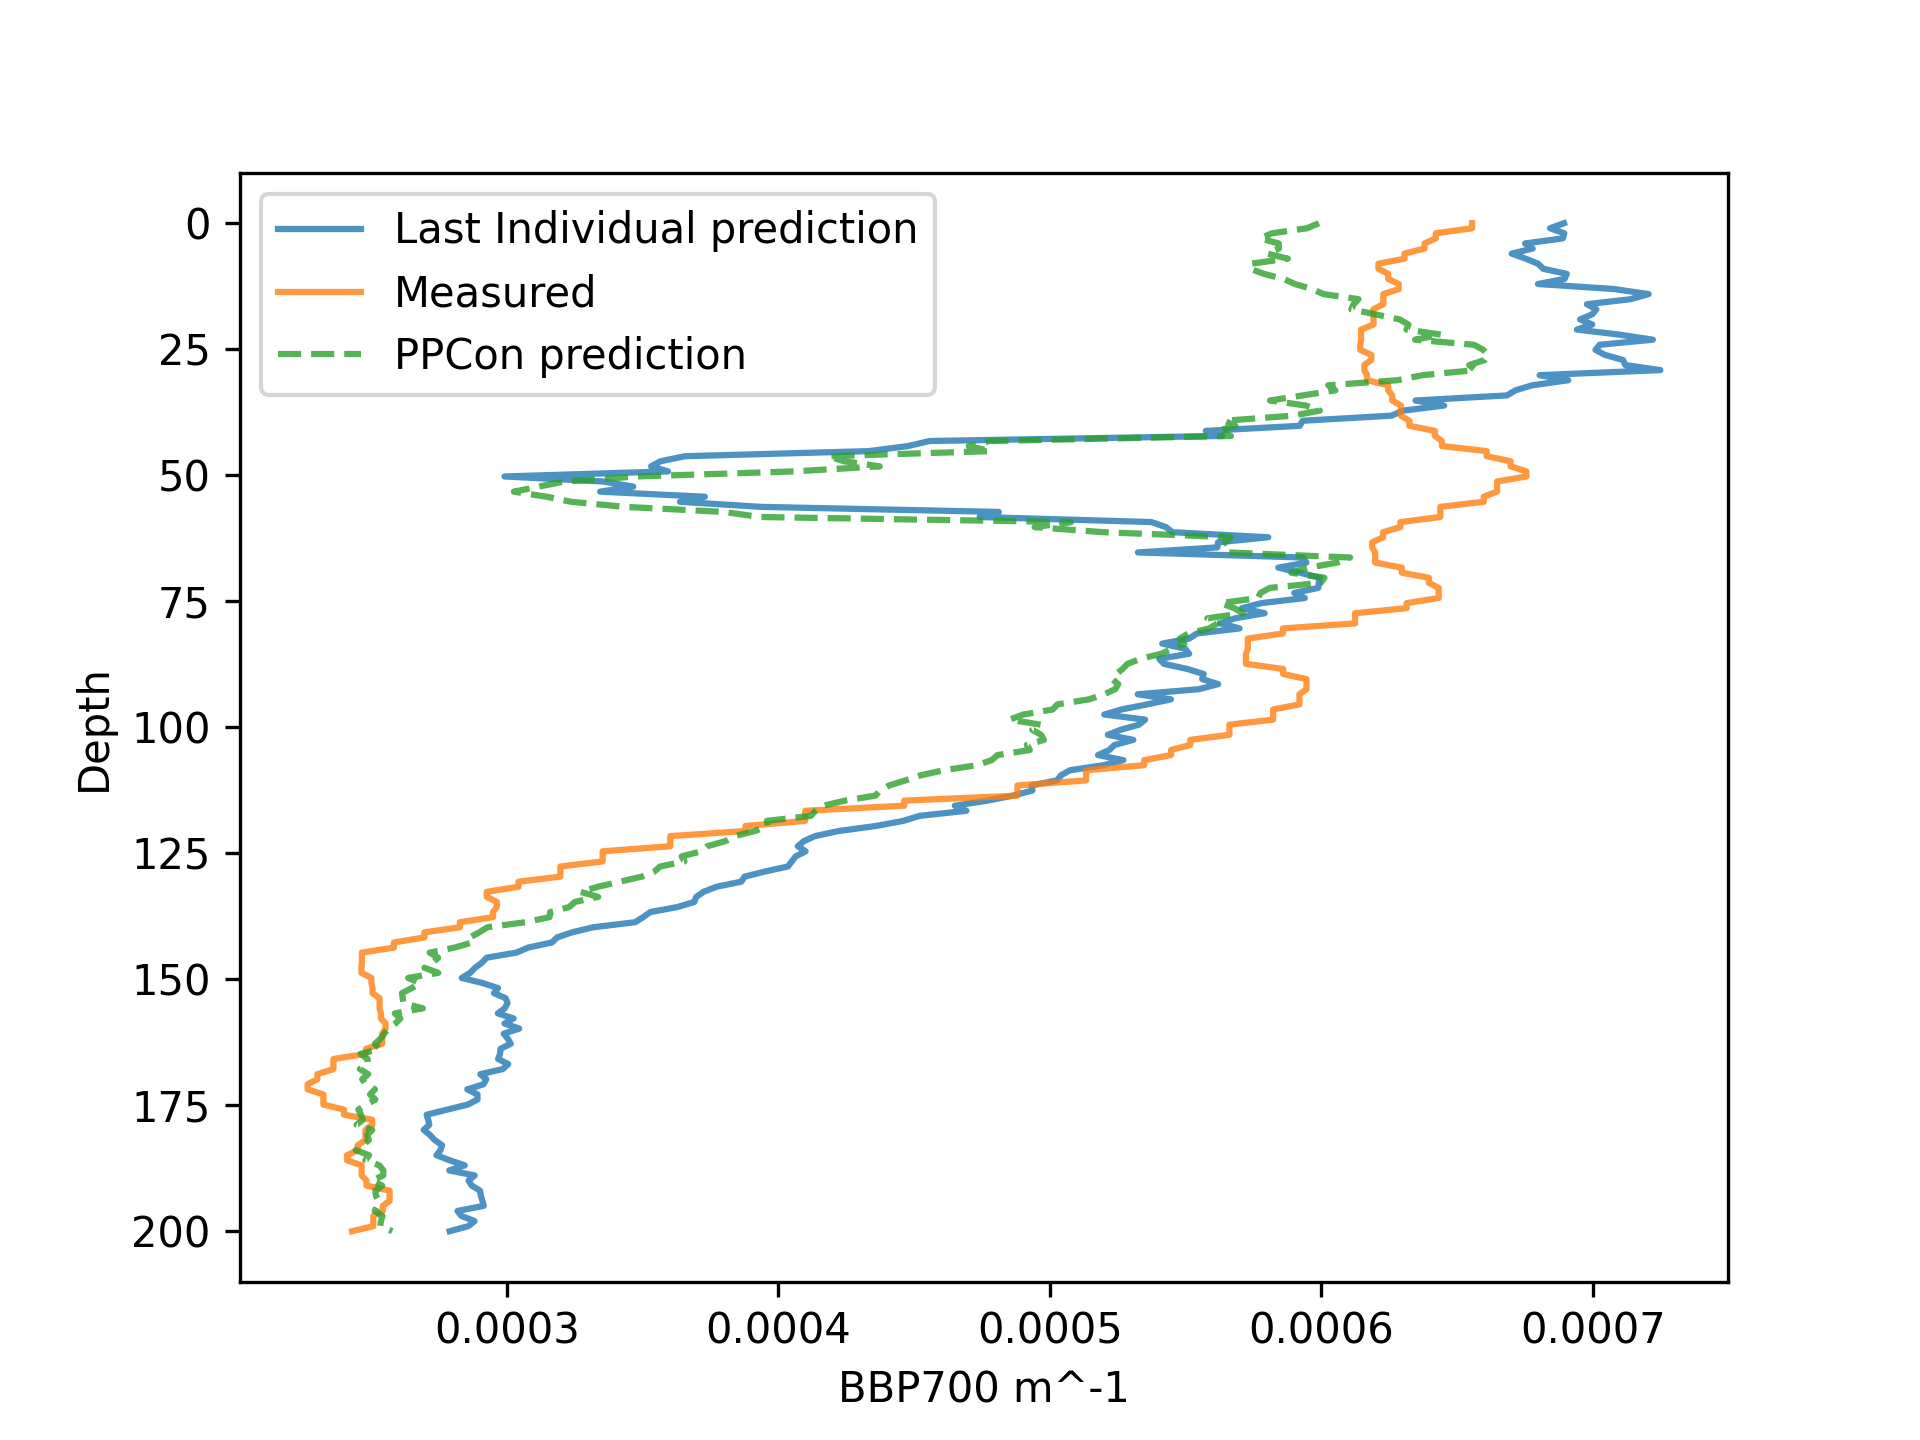 Last Individual prediction
Measured
PPCon prediction
Depth
0
25
50
75
100
125
150
175
200
0.0003 0.0004 0.0005 0.0006 0.0007
BBP700 m^-1